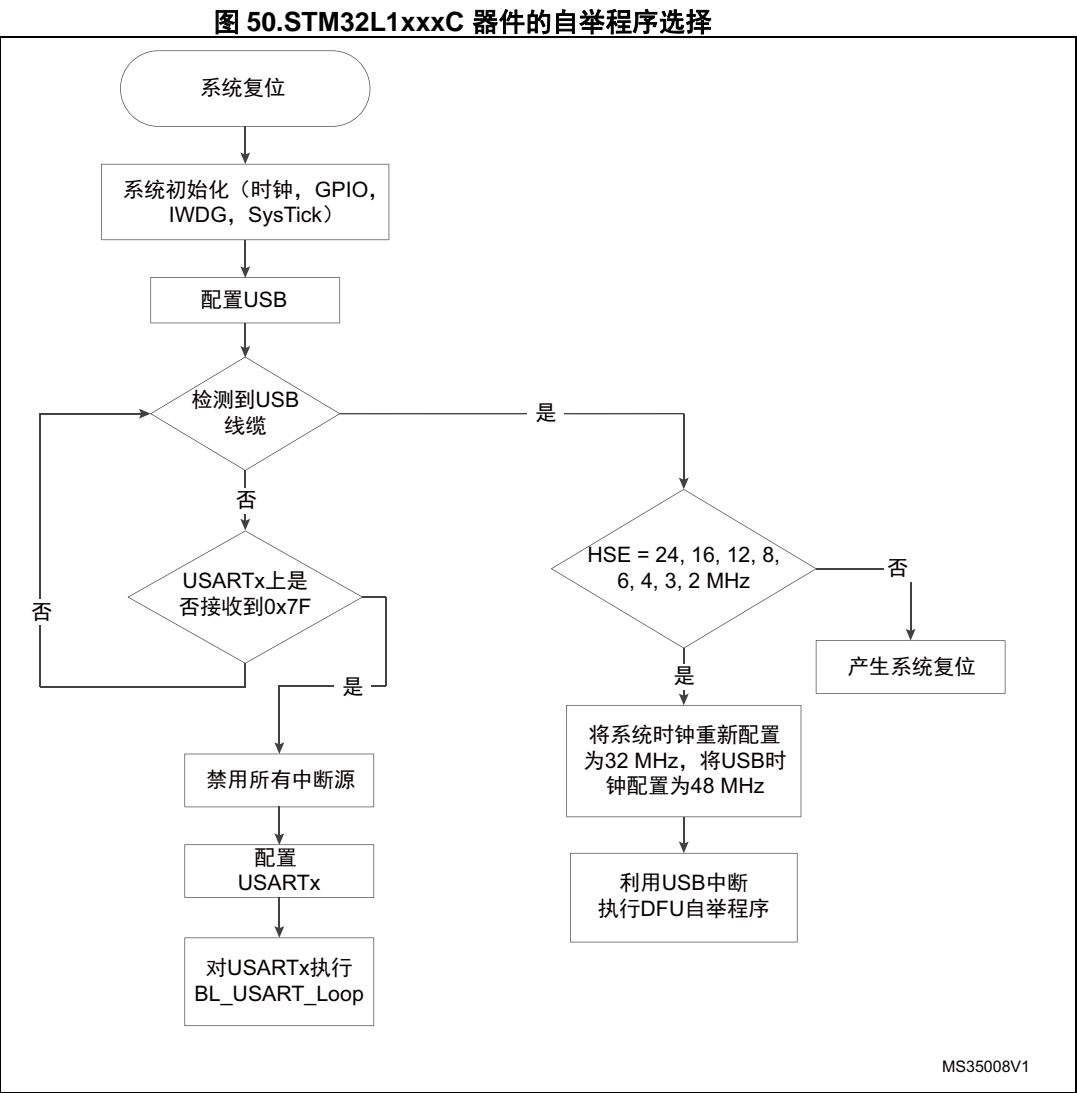 图 50.STM32L1xxxC 器件的自举程序选择
系统复位
系统初始化（时钟，GPIO，
IWDG，SysTick）
配置USB
检测到USB
线缆
是
否
HSE = 24, 16, 12, 8,
6, 4, 3, 2 MHz
否
USARTx上是
否接收到0x7F
否
产生系统复位
是
是
将系统时钟重新配置
为32 MHz，将USB时
钟配置为48 MHz
禁用所有中断源
配置
USARTx
利用USB中断
执行DFU自举程序
对USARTx执行
BL_USART_Loop
MS35008V1